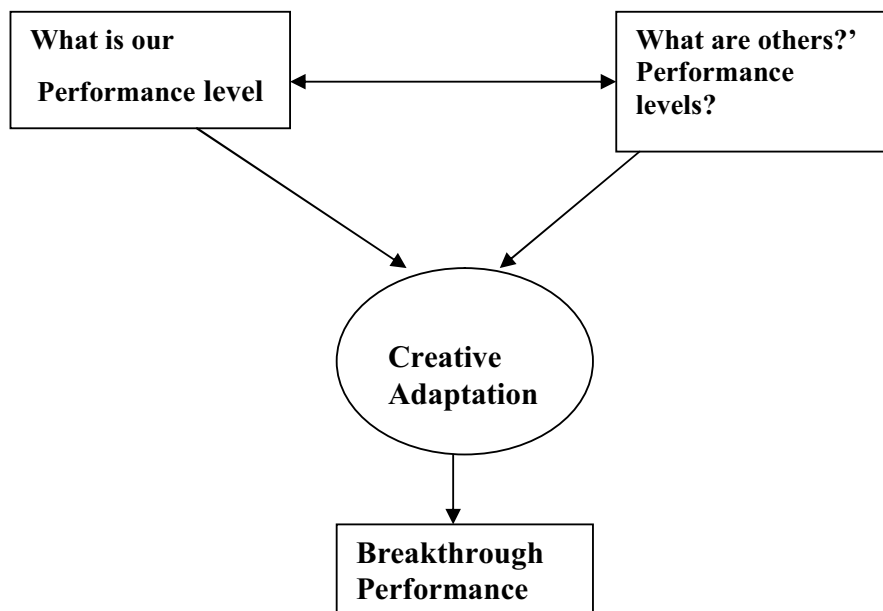 What is our
Performance level
What are others?’
Performance
levels?
Creative
Adaptation
Breakthrough
Performance